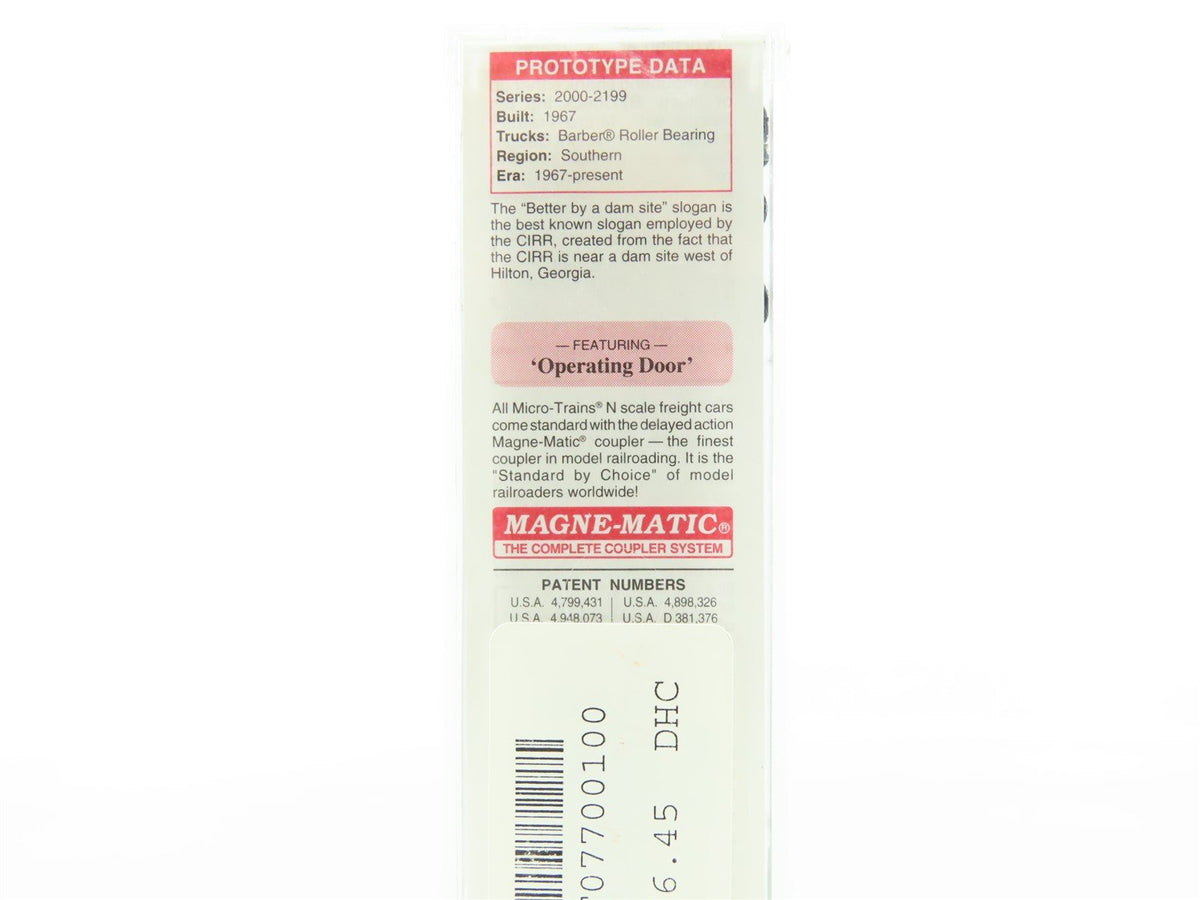 PROTOTYPE DATA
Series: 2000-2199
Built: 1967
Trucks: Barber® Roller Bearing
Region: Southern
Era: 1967-present
The “Better by a dam site” slogan is
the best known slogan employed by
the CIRR, created from the fact that
the CIRR is near a dam site west of
Hilton, Georgia.
— FEATURING —
‘Operating Door’
All Micro-Trains® N scale freight cars
come standard with the delayed action
Magne-Matic® coupler — the finest
coupler in model railroading. It is the
"Standard by Choice" of model
railroaders worldwide!
MAGNE-MATIC®
THE COMPLETE COUPLER SYSTEM
PATENT NUMBERS
U.S.A. 4,799,431 | U.S.A. 4,898,326
U.S.A. 4,948,073 | U.S.A. D 381,376
07700100
6.45 DHC